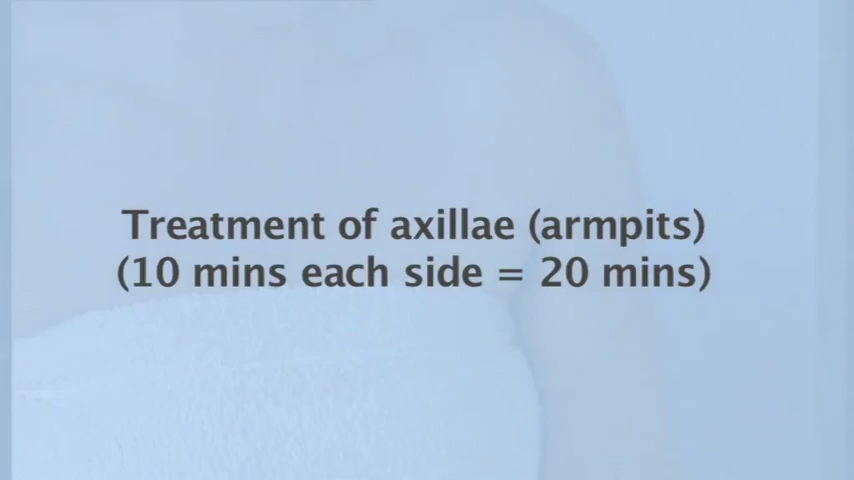 Treatment of axillae (armpits)
(10 mins each side = 20 mins)